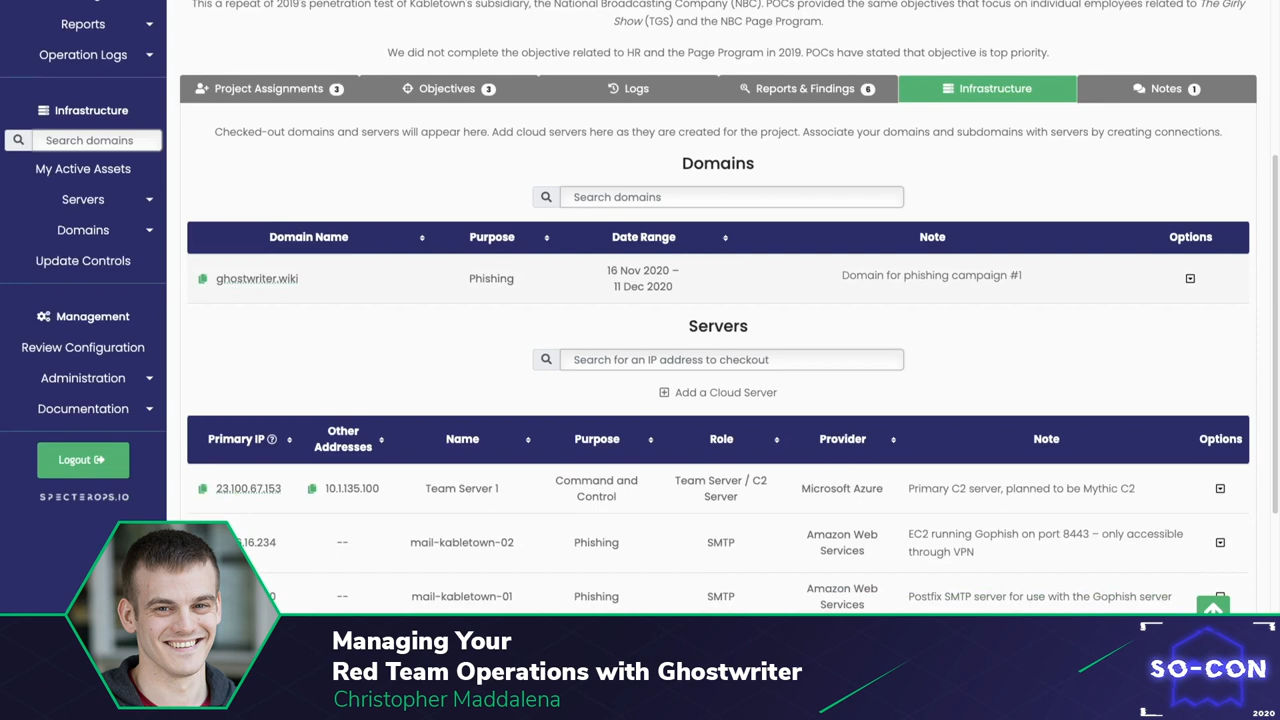 This a repeat of 2019's penetration test of Kabletown's subsidiary, the National Broadcasting Company (NBC). POCs provided the same objectives that focus on individual employees related to The Girly
Show (TGS) and the NBC Page Program.
We did not complete the objective related to HR and the Page Program in 2019. POCs have stated that objective is top priority.
Reports
Operation Logs
Infrastructure
Search domains
My Active Assets
Servers
Domains
Update Controls
Management
Review Configuration
Administration
Documentation
Logout
SPECTEROPS.IO
Project Assignments 3
Objectives 3
Logs
Reports & Findings 6
Infrastructure
Notes 1
Checked-out domains and servers will appear here. Add cloud servers here as they are created for the project. Associate your domains and subdomains with servers by creating connections.
Domains
Search domains
Domain Name Purpose Date Range Note Options
ghostwriter.wiki Phishing 16 Nov 2020 – Domain for phishing campaign #1
11 Dec 2020
Servers
Search for an IP address to checkout
Add a Cloud Server
Primary IP Other Name Purpose Role Provider Note Options
Addresses
23.100.67.153 10.1.135.100 Team Server 1 Command and Team Server / C2 Microsoft Azure Primary C2 server, planned to be Mythic C2
Control Server
.16.234 -- mail-kabletown-02 Phishing SMTP Amazon Web EC2 running Gophish on port 8443 – only accessible
Services through VPN
-- mail-kabletown-01 Phishing SMTP Amazon Web Postfix SMTP server for use with the Gophish server
Services
Managing Your
Red Team Operations with Ghostwriter
Christopher Maddalena
SO-CON
2020